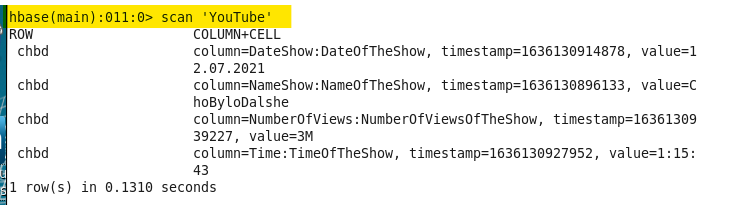 hbase(main):011:0> scan 'YouTube'
ROW                    COLUMN+CELL
 chbd                  column=DateShow:DateOfTheShow, timestamp=1636130914878, value=1
                       2.07.2021
 chbd                  column=NameShow:NameOfTheShow, timestamp=1636130896133, value=C
                       hoByloDalshe
 chbd                  column=NumberOfViews:NumberOfViewsOfTheShow, timestamp=16361309
                       39227, value=3M
 chbd                  column=Time:TimeOfTheShow, timestamp=1636130927952, value=1:15:
                       43
1 row(s) in 0.1310 seconds